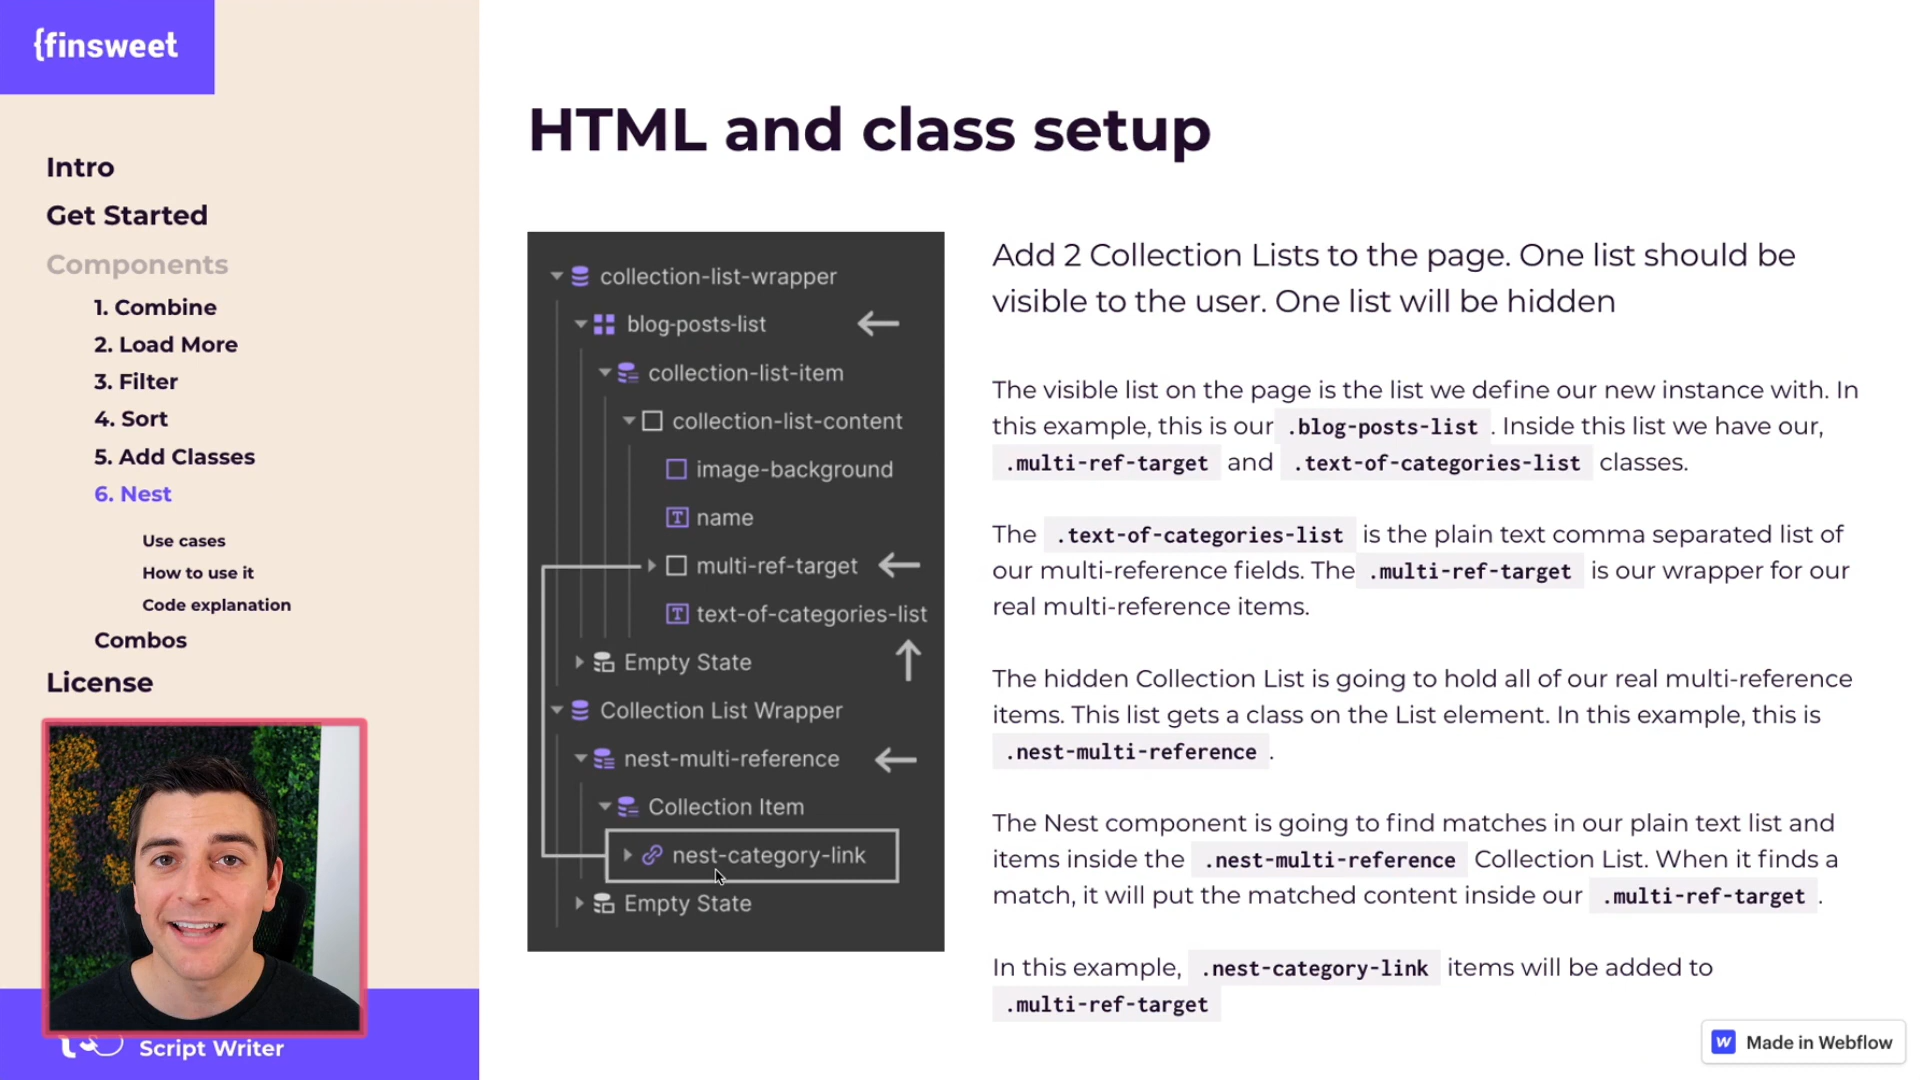 {finsweet
Intro
Get Started
Components
1. Combine
2. Load More
3. Filter
4. Sort
5. Add Classes
6. Nest
Use cases
How to use it
Code explanation
Combos
License
Script Writer
HTML and class setup
collection-list-wrapper
blog-posts-list
collection-list-item
collection-list-content
image-background
name
multi-ref-target
text-of-categories-list
Empty State
Collection List Wrapper
nest-multi-reference
Collection Item
nest-category-link
Empty State
Add 2 Collection Lists to the page. One list should be
visible to the user. One list will be hidden
The visible list on the page is the list we define our new instance with. In
this example, this is our .blog-posts-list . Inside this list we have our,
.multi-ref-target and .text-of-categories-list classes.
The .text-of-categories-list is the plain text comma separated list of
our multi-reference fields. The .multi-ref-target is our wrapper for our
real multi-reference items.
The hidden Collection List is going to hold all of our real multi-reference
items. This list gets a class on the List element. In this example, this is
.nest-multi-reference .
The Nest component is going to find matches in our plain text list and
items inside the .nest-multi-reference Collection List. When it finds a
match, it will put the matched content inside our .multi-ref-target .
In this example, .nest-category-link items will be added to
.multi-ref-target
Made in Webflow